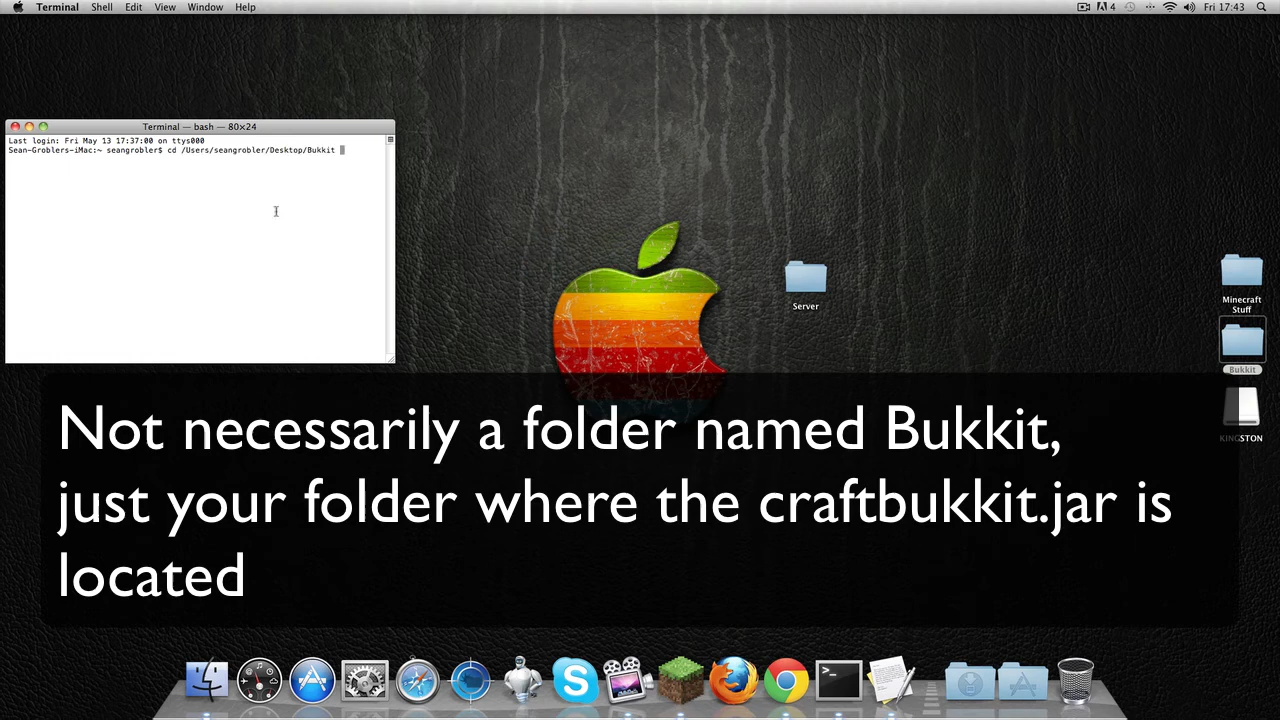 Terminal Shell Edit View Window Help 4 Fri 17:43
Terminal — bash — 80×24
Last login: Fri May 13 17:37:00 on ttys000
Sean-Groblers-iMac:~ seangrobler$ cd /Users/seangrobler/Desktop/Bukkit
Server
Minecraft
Stuff
Bukkit
KINGSTON
Not necessarily a folder named Bukkit,
just your folder where the craftbukkit.jar is
located